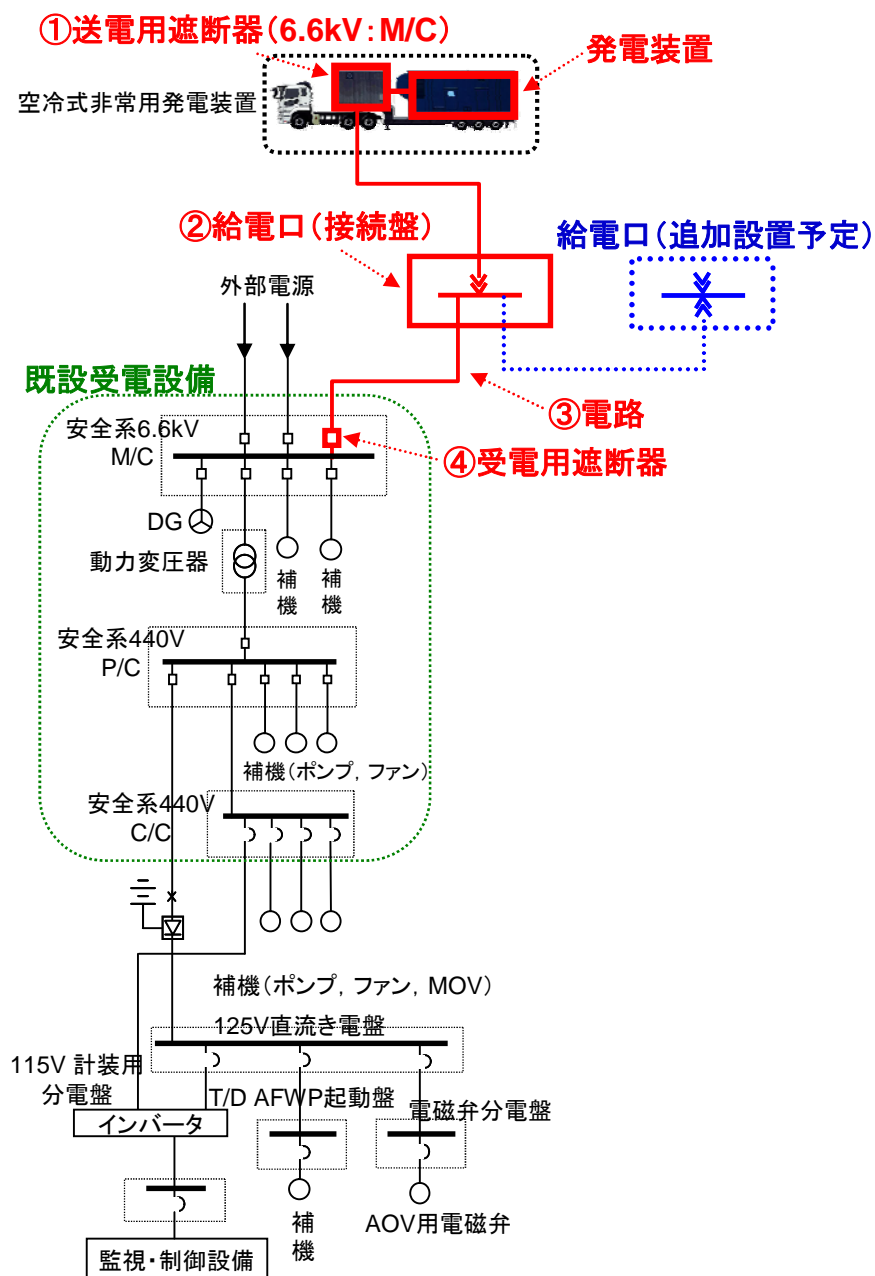 ①送電用遮断器(6.6kV:M/C)
発電装置
空冷式非常用発電装置
②給電口(接続盤)
給電口(追加設置予定)
外部電源
既設受電設備
③電路
安全系6.6kV
M/C
④受電用遮断器
DG
動力変圧器
補
機
補
機
安全系440V
P/C
補機(ポンプ, ファン)
安全系440V
C/C
補機(ポンプ, ファン, MOV)
125V直流き電盤
115V 計装用
分電盤
T/D AFWP起動盤
電磁弁分電盤
インバータ
補
機
AOV用電磁弁
監視・制御設備